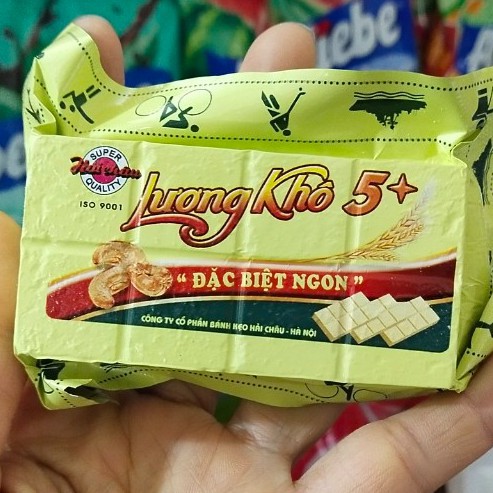 SUPER
Hải Châu
QUALITY
ISO 9001
Lương Khô 5+
“ ĐẶC BIỆT NGON ”
CÔNG TY CỔ PHẦN BÁNH KẸO HẢI CHÂU - HÀ NỘI